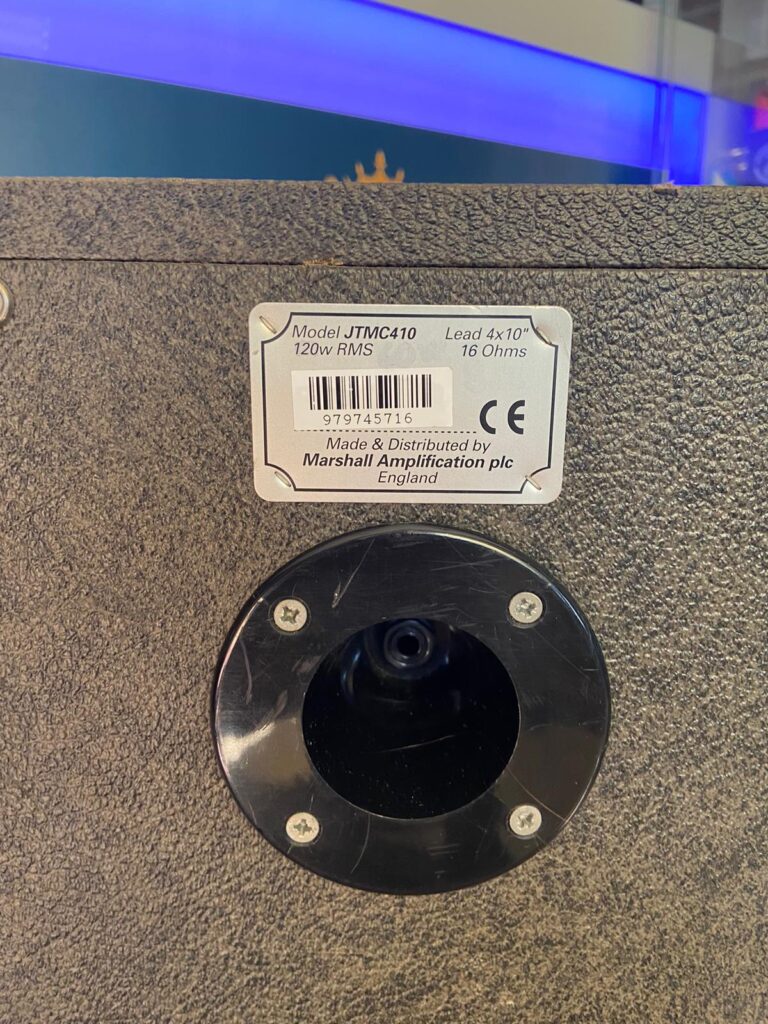 Model JTMC410 Lead 4x10"
120w RMS 16 Ohms
979745716
CE
Made & Distributed by
Marshall Amplification plc
England